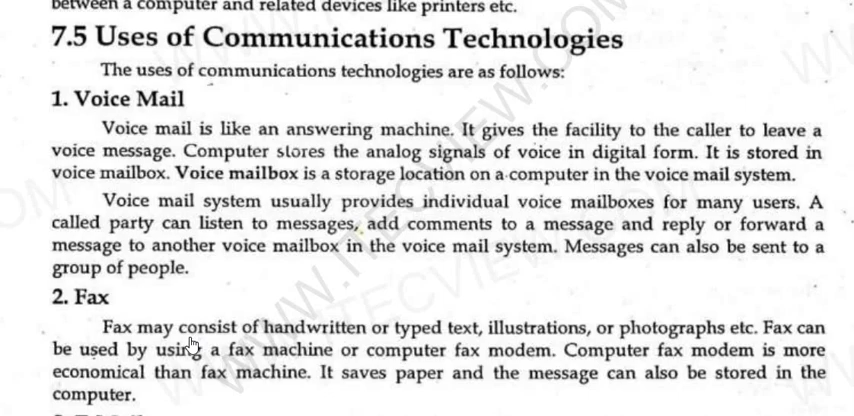 between a computer and related devices like printers etc.
7.5 Uses of Communications Technologies
The uses of communications technologies are as follows:
1. Voice Mail
Voice mail is like an answering machine. It gives the facility to the caller to leave a
voice message. Computer stores the analog signals of voice in digital form. It is stored in
voice mailbox. Voice mailbox is a storage location on a computer in the voice mail system.
Voice mail system usually provides individual voice mailboxes for many users. A
called party can listen to messages, add comments to a message and reply or forward a
message to another voice mailbox in the voice mail system. Messages can also be sent to a
group of people.
2. Fax
Fax may consist of handwritten or typed text, illustrations, or photographs etc. Fax can
be used by using a fax machine or computer fax modem. Computer fax modem is more
economical than fax machine. It saves paper and the message can also be stored in the
computer.
WWW.ITECVIEW.COM